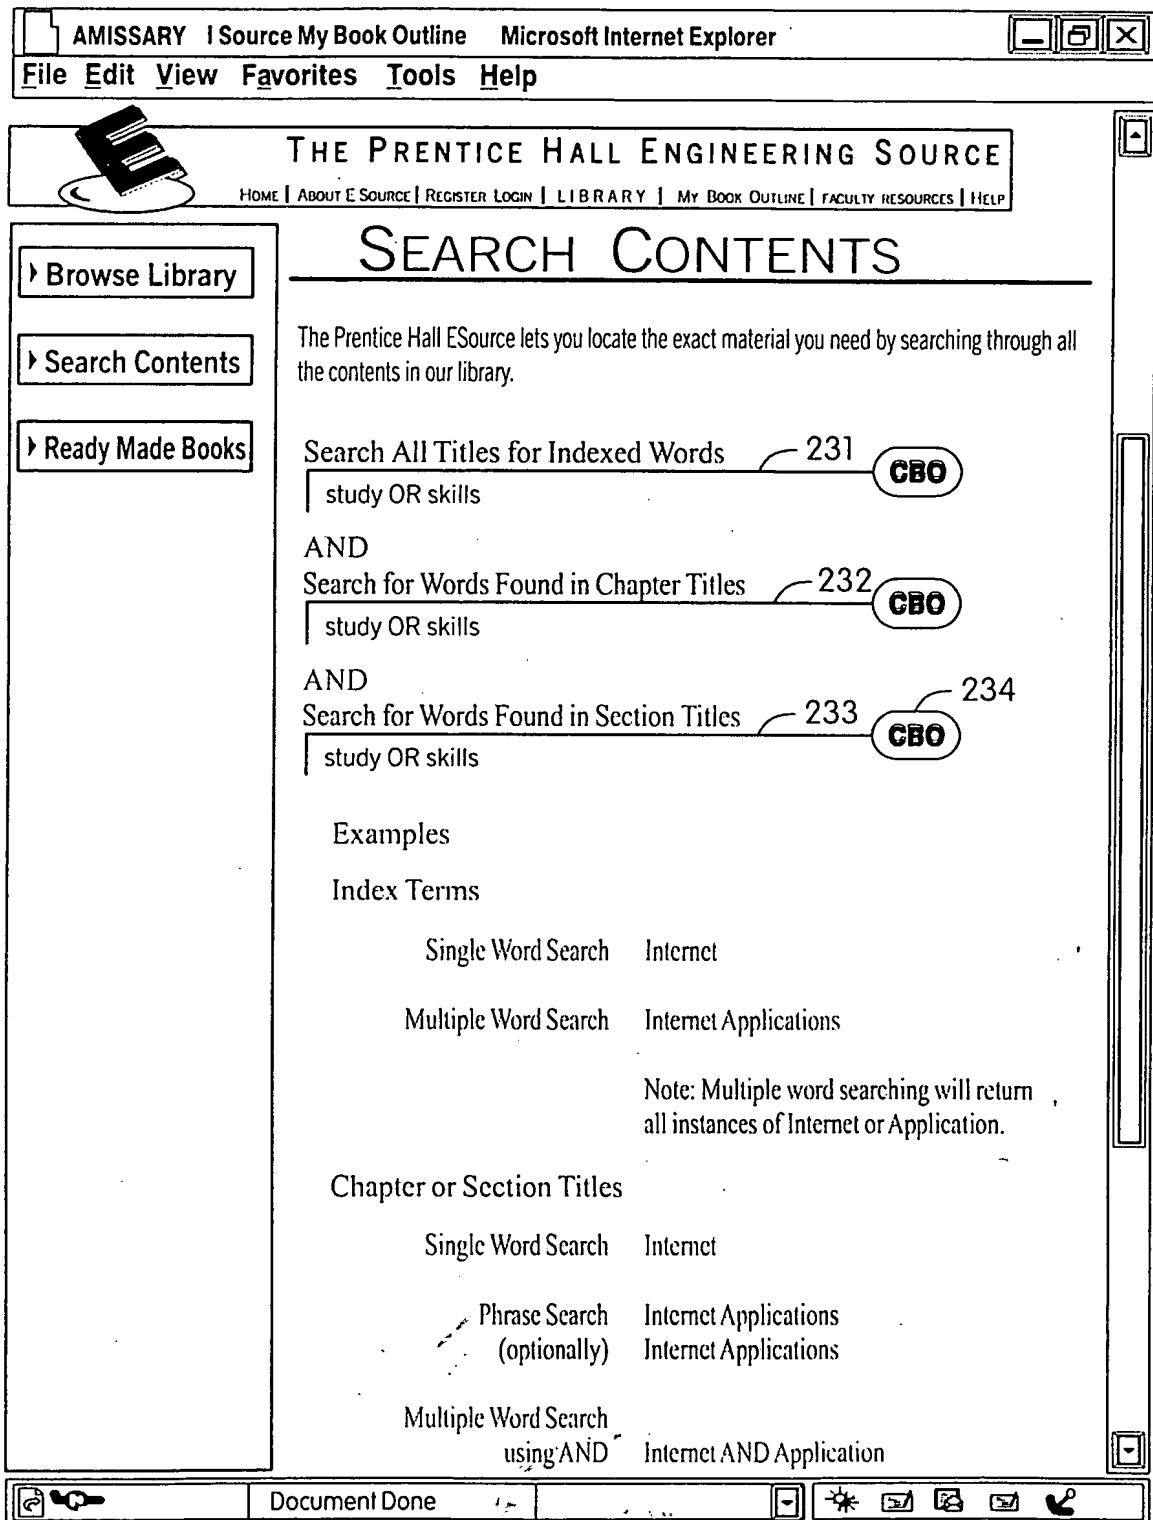 AMISSARY I Source My Book Outline Microsoft Internet Explorer
File Edit View Favorites Tools Help
THE PRENTICE HALL ENGINEERING SOURCE
HOME | ABOUT E SOURCE | REGISTER LOGIN | LIBRARY | MY BOOK OUTLINE | FACULTY RESOURCES | HELP
Browse Library
Search Contents
Ready Made Books
SEARCH CONTENTS
The Prentice Hall ESource lets you locate the exact material you need by searching through all
the contents in our library.
Search All Titles for Indexed Words 231 CBO
study OR skills
AND
Search for Words Found in Chapter Titles 232 CBO
study OR skills
AND
234
Search for Words Found in Section Titles 233 CBO
study OR skills
Examples
Index Terms
Single Word Search Internet
Multiple Word Search Internet Applications
Note: Multiple word searching will return
all instances of Internet or Application.
Chapter or Section Titles
Single Word Search Internet
Phrase Search Internet Applications
(optionally) Internet Applications
Multiple Word Search
using AND Internet AND Application
Document Done